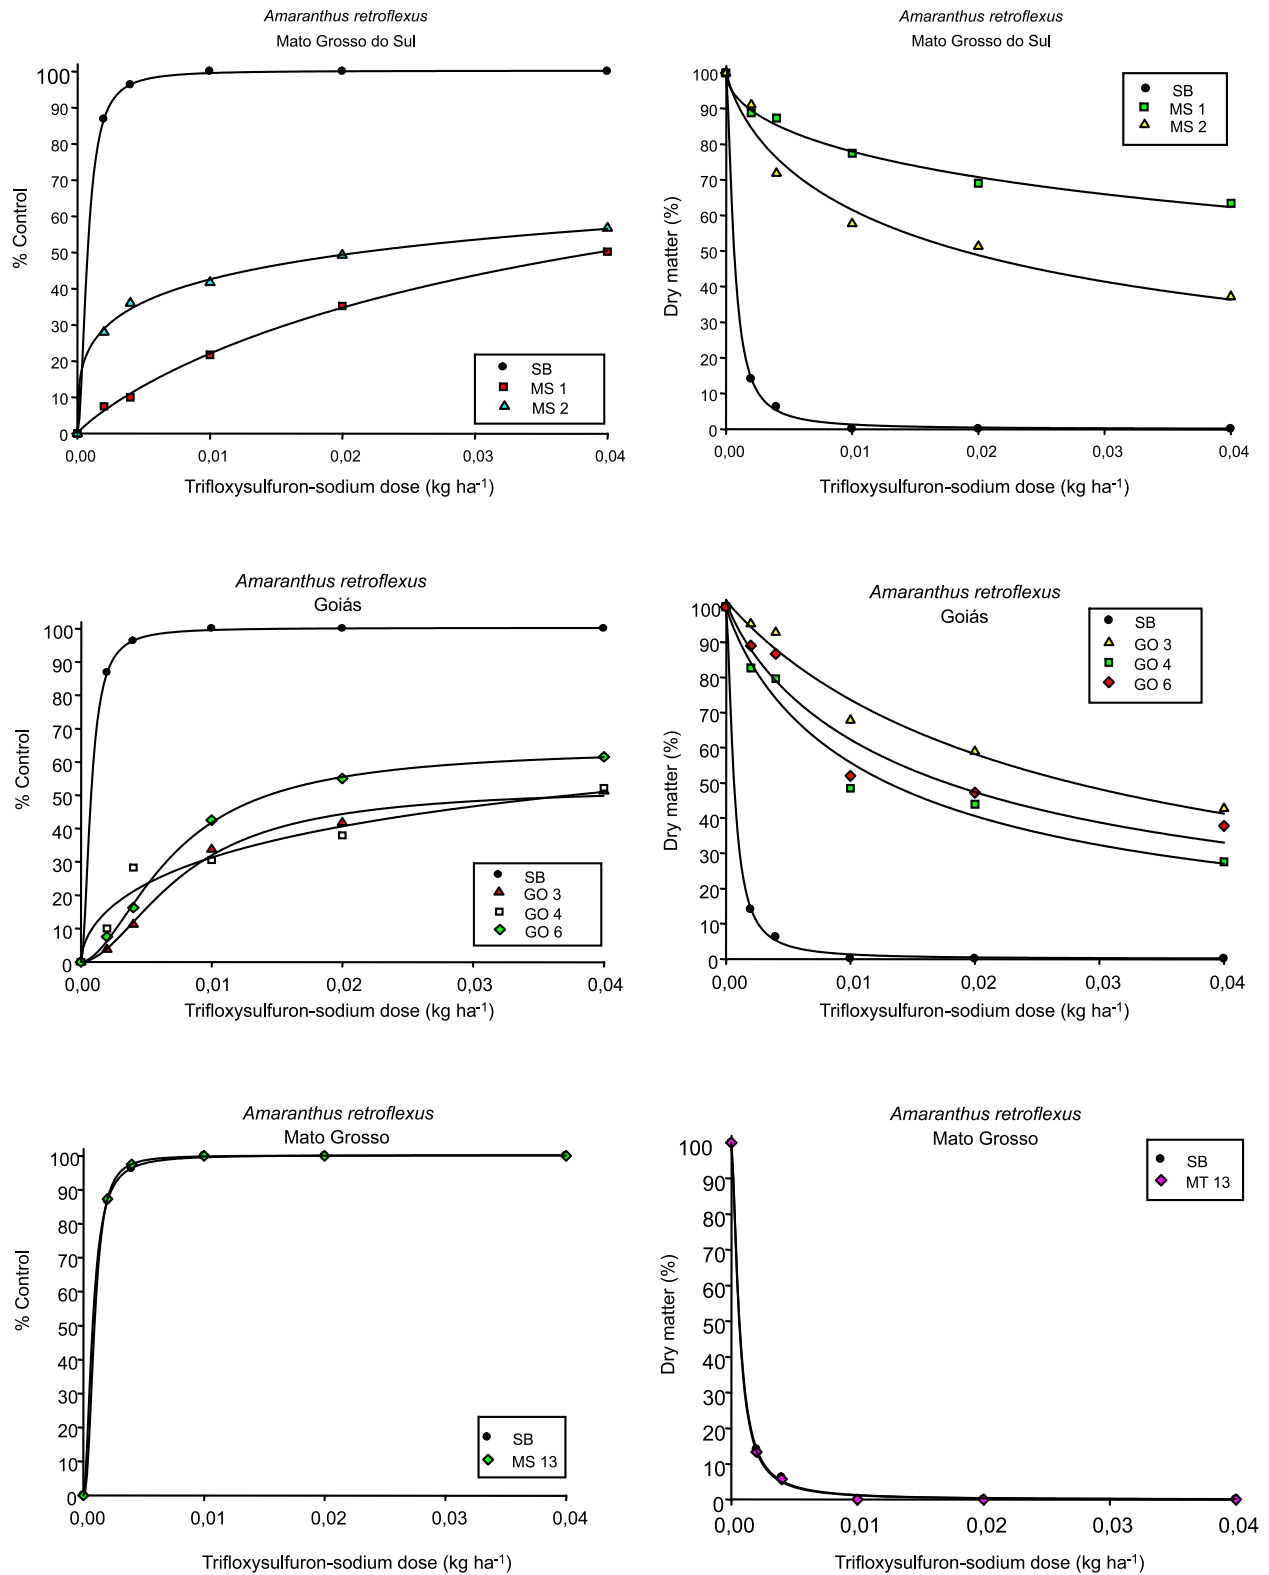 Amaranthus retroflexus
Mato Grosso do Sul
100
90
80
70
60
50
40
30
20
10
0
% Control
SB
MS 1
MS 2
0,00 0,01 0,02 0,03 0,04
Trifloxysulfuron-sodium dose (kg ha-1)
Amaranthus retroflexus
Mato Grosso do Sul
100
90
80
70
60
50
40
30
20
10
0
Dry matter (%)
SB
MS 1
MS 2
0,00 0,01 0,02 0,03 0,04
Trifloxysulfuron-sodium dose (kg ha-1)
Amaranthus retroflexus
Goiás
100
90
80
70
60
50
40
30
20
10
0
% Control
SB
GO 3
GO 4
GO 6
0,00 0,01 0,02 0,03 0,04
Trifloxysulfuron-sodium dose (kg ha-1)
Amaranthus retroflexus
Goiás
100
90
80
70
60
50
40
30
20
10
0
Dry matter (%)
SB
GO 3
GO 4
GO 6
0,00 0,01 0,02 0,03 0,04
Trifloxysulfuron-sodium dose (kg ha-1)
Amaranthus retroflexus
Mato Grosso
100
90
80
70
60
50
40
30
20
10
0
% Control
SB
MS 13
0,00 0,01 0,02 0,03 0,04
Trifloxysulfuron-sodium dose (kg ha-1)
Amaranthus retroflexus
Mato Grosso
100
90
80
70
60
50
40
30
20
10
0
Dry matter (%)
SB
MT 13
0,00 0,01 0,02 0,03 0,04
Trifloxysulfuron-sodium dose (kg ha-1)